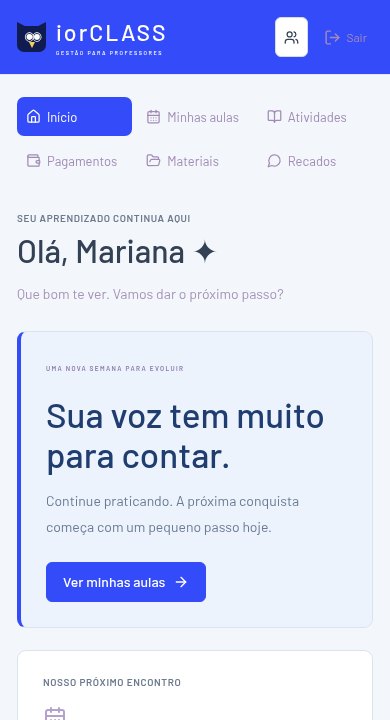 iorCLASS
GESTÃO PARA PROFESSORES
Sair
Início
Minhas aulas
Atividades
Pagamentos
Materiais
Recados
SEU APRENDIZADO CONTINUA AQUI
Olá, Mariana ✦
Que bom te ver. Vamos dar o próximo passo?
UMA NOVA SEMANA PARA EVOLUIR
Sua voz tem muito
para contar.
Continue praticando. A próxima conquista
começa com um pequeno passo hoje.
Ver minhas aulas
NOSSO PRÓXIMO ENCONTRO